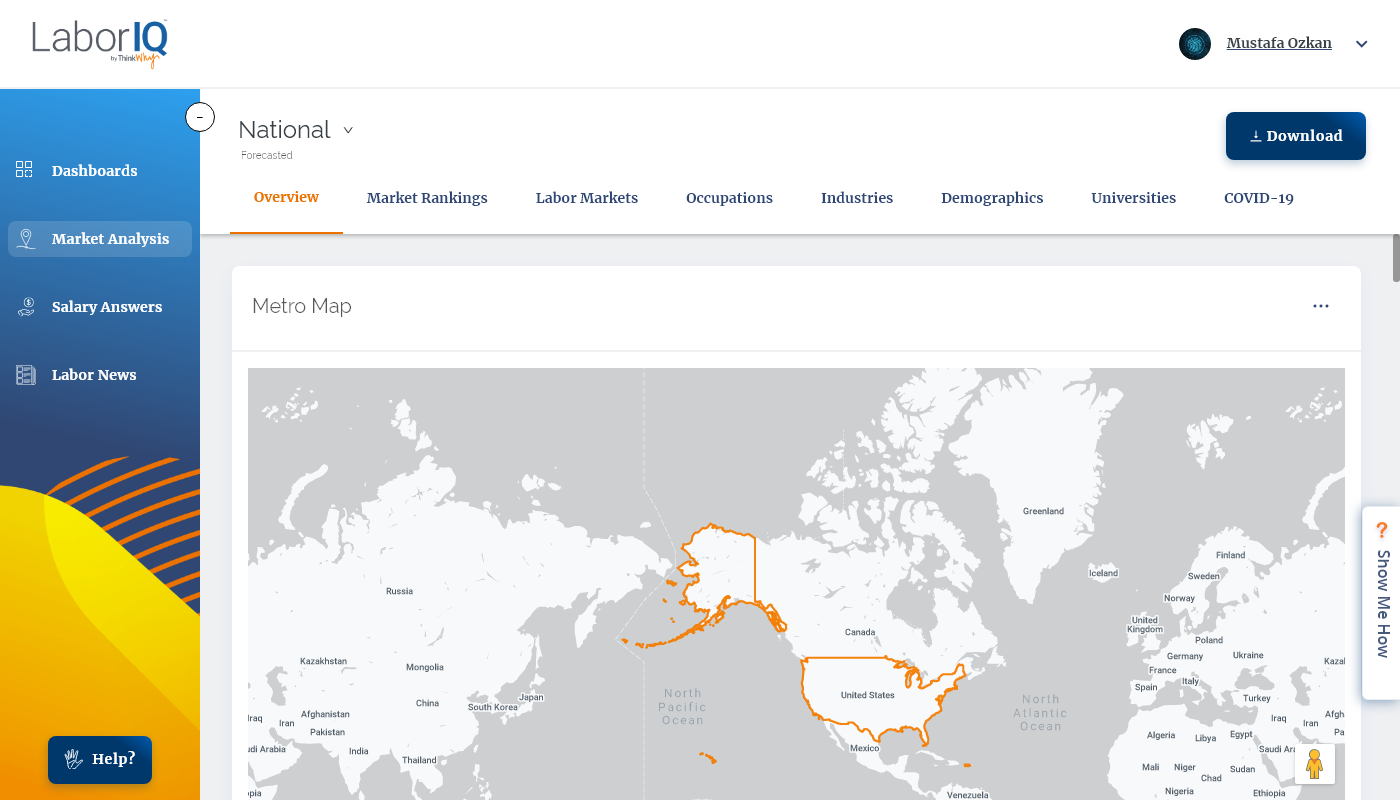 LaborIQ
by ThinkWhy
Mustafa Ozkan
-
National
Forecasted
Download
Dashboards
Market Analysis
Salary Answers
Labor News
Help?
Overview
Market Rankings
Labor Markets
Occupations
Industries
Demographics
Universities
COVID-19
Metro Map
...
Greenland
Finland
Iceland
Sweden
Russia
Norway
United
Kingdom
Canada
Poland
Germany
Ukraine
Kazakhstan
Mongolia
France
Kazal
Italy
Spain
United States
North
Pacific
Ocean
North
Atlantic
Ocean
Japan
China
South Korea
Turkey
Iraq
Iran
Afghanistan
Pakistan
Iraq
Iran
Afgh
Pa
Algeria
Libya
Egypt
udi Arabia
India
Thailand
Mexico
Saudi Ara
Mali
Niger
Chad
Sudan
Nigeria
Ethiopia
opia
Venezuela
? Show Me How